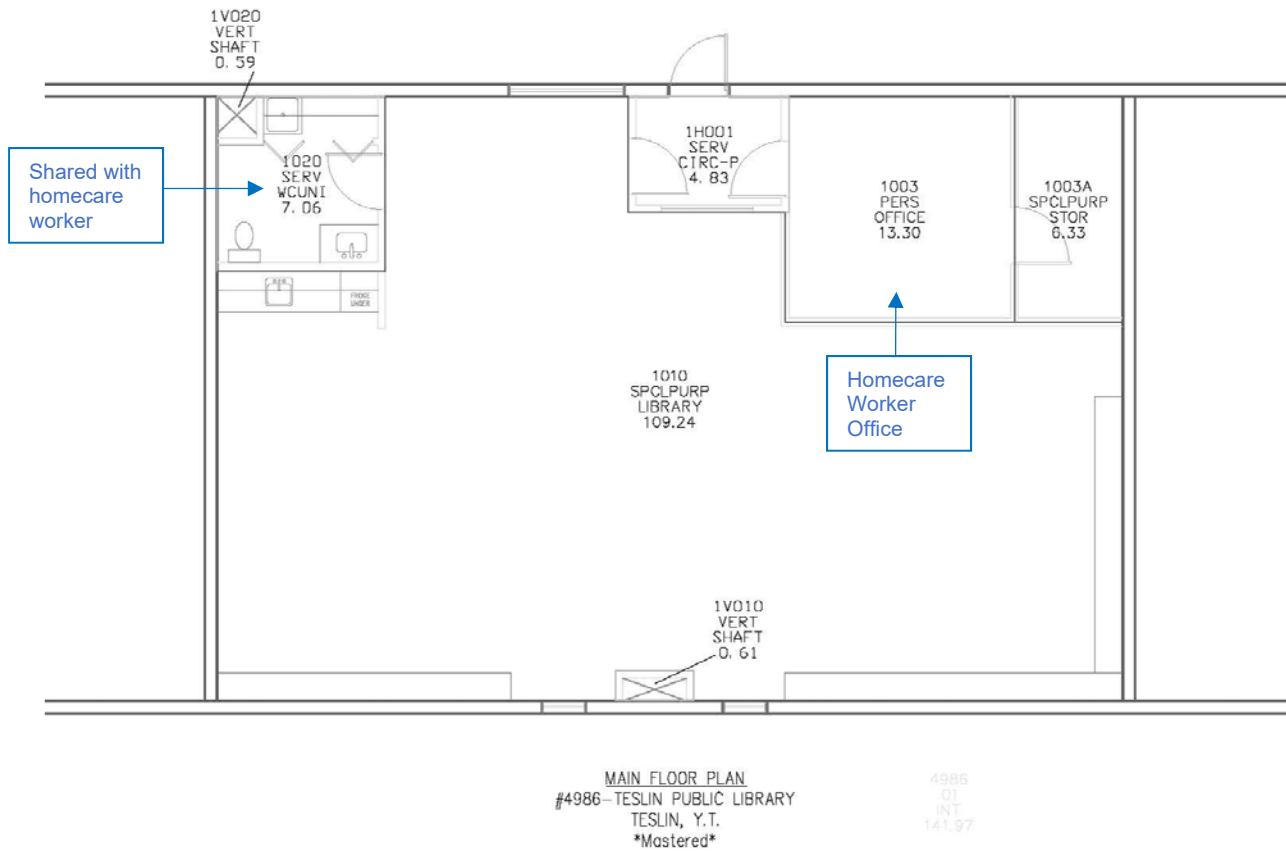 1V020
VERT
SHAFT
0.59
Shared with
homecare
worker
1020
SERV
WCUNI
7.06
1H001
SERV
CIRC-P
4.83
1003
PERS
OFFICE
13.30
1003A
SPCLPURP
STOR
6.33
FRIDGE
UNDER
1010
SPCLPURP
LIBRARY
109.24
Homecare
Worker
Office
1V010
VERT
SHAFT
0.61
MAIN FLOOR PLAN
#4986-TESLIN PUBLIC LIBRARY
TESLIN, Y.T.
*Mastered*
4986
01
INT
141.97